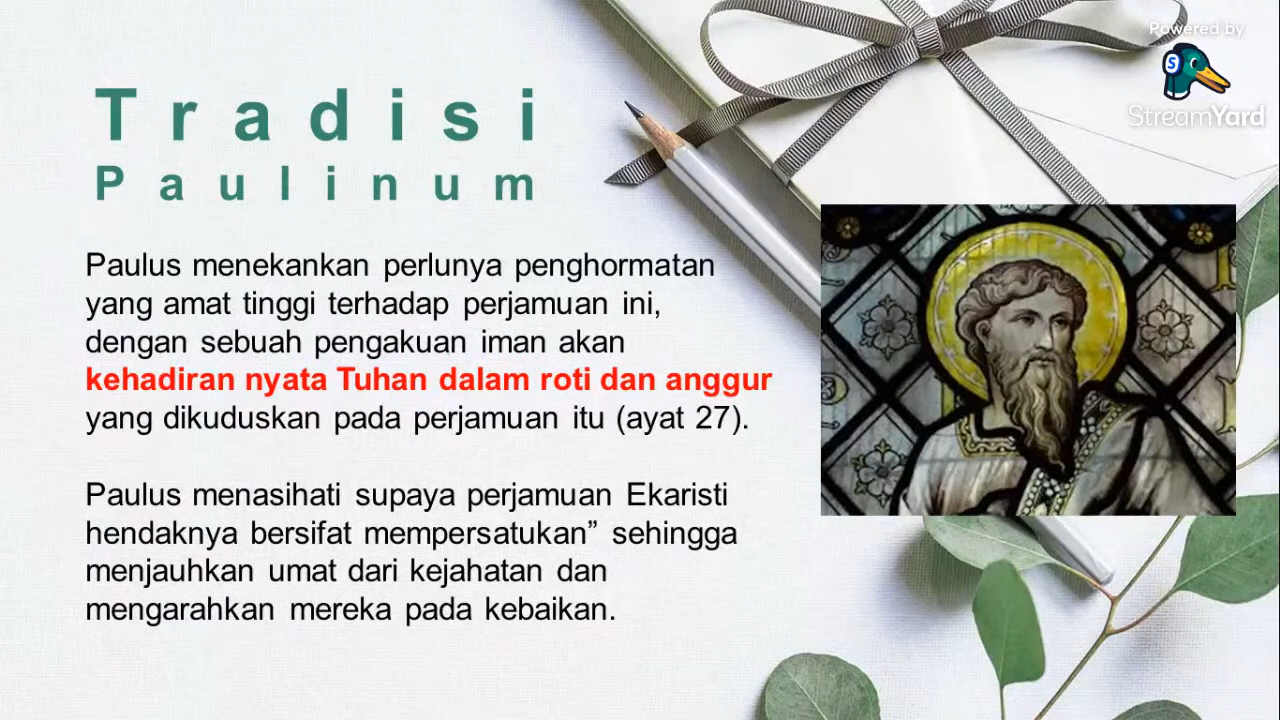 Powered by
StreamYard
Tradisi
Paulinum
Paulus menekankan perlunya penghormatan
yang amat tinggi terhadap perjamuan ini,
dengan sebuah pengakuan iman akan
kehadiran nyata Tuhan dalam roti dan anggur
yang dikuduskan pada perjamuan itu (ayat 27).
Paulus menasihati supaya perjamuan Ekaristi
hendaknya bersifat mempersatukan” sehingga
menjauhkan umat dari kejahatan dan
mengarahkan mereka pada kebaikan.